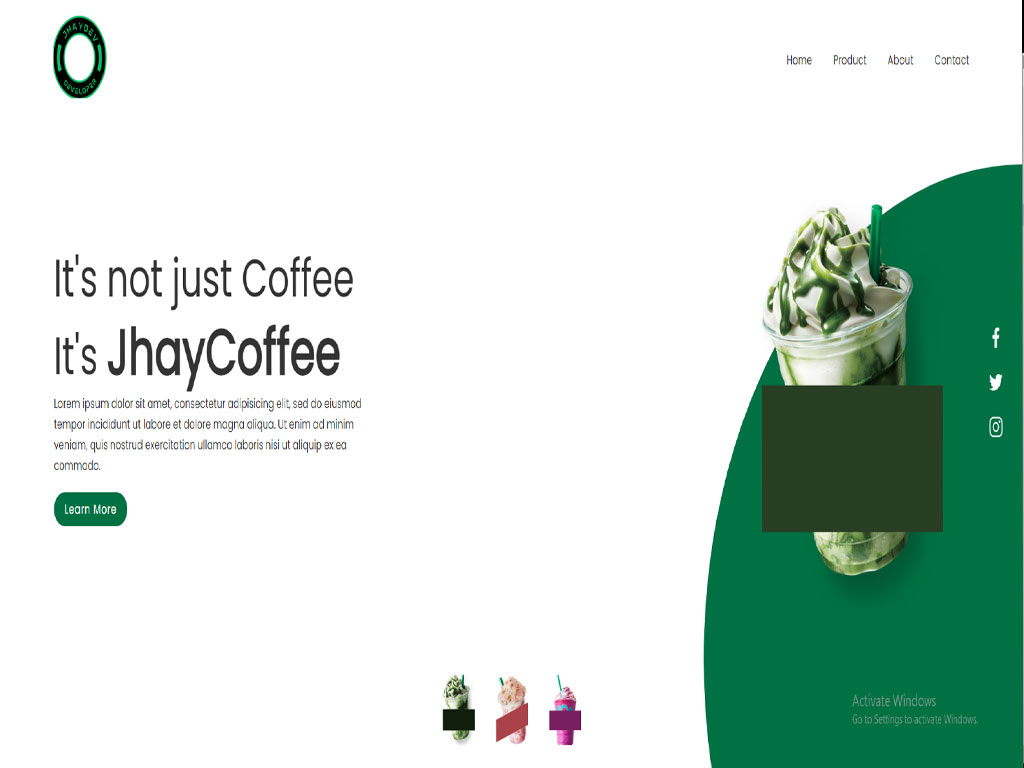 JHAYDEV
DEVELOPER
Home Product About Contact
It's not just Coffee
It's JhayCoffee
Lorem ipsum dolor sit amet, consectetur adipisicing elit, sed do eiusmod
tempor incididunt ut labore et dolore magna aliqua. Ut enim ad minim
veniam, quis nostrud exercitation ullamco laboris nisi ut aliquip ex ea
commodo.
Learn More
Activate Windows
Go to Settings to activate Windows.